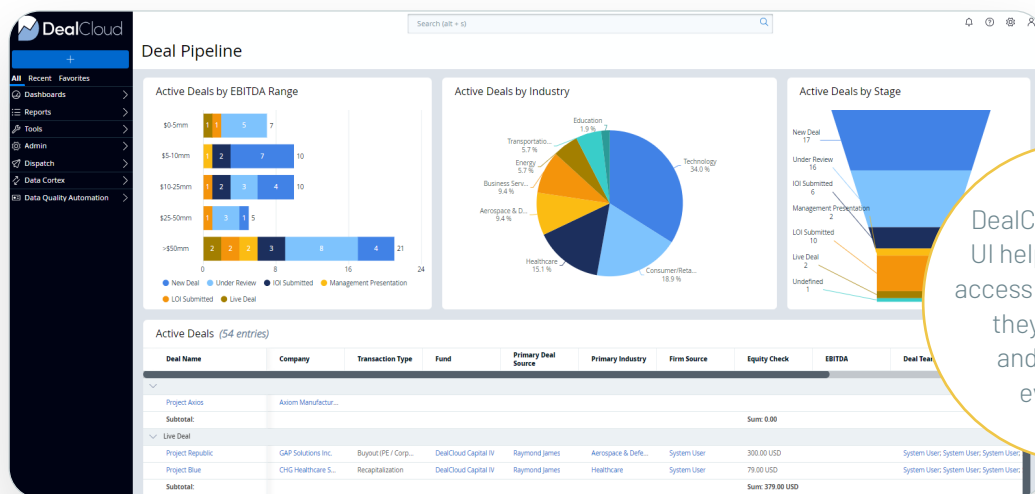 DealCloud
Search (alt + s)
+
All Recent Favorites
Dashboards
Reports
Tools
Admin
Dispatch
Data Cortex
Data Quality Automation
Deal Pipeline
Active Deals by EBITDA Range
$0-5mm 1 1 5 7
$5-10mm 1 2 7 10
$10-25mm 1 2 3 4 10
$25-50mm 1 3 1 5
>$50mm 2 2 2 3 8 4 21
0 8 16 24
New Deal Under Review IOI Submitted Management Presentation
LOI Submitted Live Deal
Active Deals by Industry
Education
1.9 %
Transportatio...
5.7 %
Energy
5.7 %
Business Serv...
9.4 %
Aerospace & D...
9.4 %
Healthcare
15.1 %
Consumer/Reta...
18.9 %
Technology
34.0 %
Active Deals by Stage
New Deal
17
Under Review
16
IOI Submitted
6
Management Presentation
2
LOI Submitted
10
Live Deal
2
Undefined
1
DealC
UI hel
access
they
and
e
Active Deals (54 entries)
Deal Name Company Transaction Type Fund Primary Deal Source Primary Industry Firm Source Equity Check EBITDA Deal Tea
Project Axios Axiom Manufactur...
Subtotal: Sum: 0.00
Live Deal
Project Republic GAP Solutions Inc. Buyout (PE / Corp... DealCloud Capital IV Raymond James Aerospace & Defe... System User 300.00 USD System User; System User; System User;
Project Blue CHG Healthcare S... Recapitalization DealCloud Capital IV Raymond James Healthcare System User 79.00 USD System User; System User; System User;
Subtotal: Sum: 379.00 USD